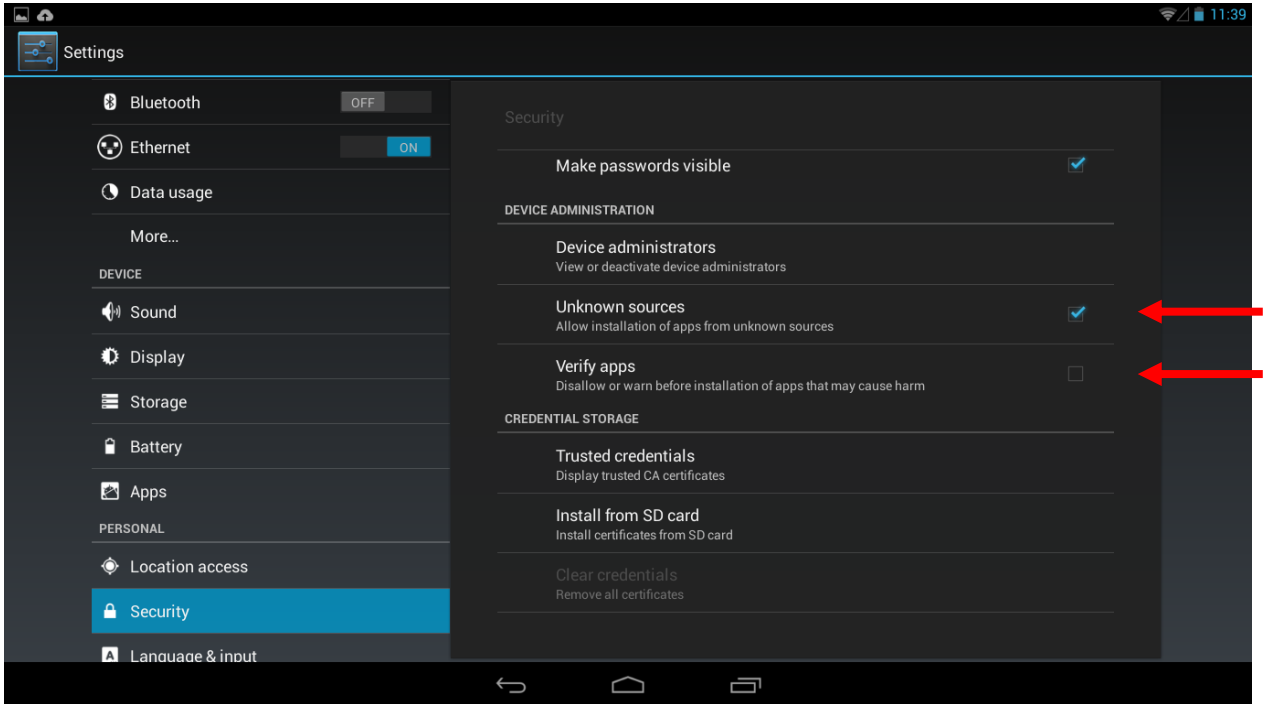 11:39
Settings
Bluetooth
OFF
Ethernet
ON
Data usage
More...
DEVICE
Sound
Display
Storage
Battery
Apps
PERSONAL
Location access
Security
A
Language & input
Security
Make passwords visible
DEVICE ADMINISTRATION
Device administrators
View or deactivate device administrators
Unknown sources
Allow installation of apps from unknown sources
Verify apps
Disallow or warn before installation of apps that may cause harm
CREDENTIAL STORAGE
Trusted credentials
Display trusted CA certificates
Install from SD card
Install certificates from SD card
Clear credentials
Remove all certificates